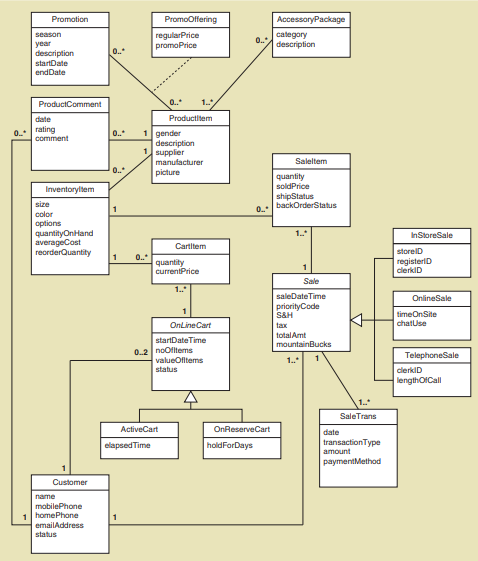 Promotion
season
year
description
startDate
endDate
PromoOffering
regularPrice
promoPrice
AccessoryPackage
category
description
0..*
0..*
0..*
1..*
ProductComment
date
rating
comment
0..*
0..*
1
1
0..*
ProductItem
gender
description
supplier
manufacturer
picture
SaleItem
quantity
soldPrice
shipStatus
backOrderStatus
InventoryItem
size
color
options
quantityOnHand
averageCost
reorderQuantity
1
0..*
1
0..*
CartItem
quantity
currentPrice
1..*
1
1..*
1
InStoreSale
storeID
registerID
clerkID
Sale
saleDateTime
priorityCode
S&H
tax
totalAmt
mountainBucks
OnlineSale
timeOnSite
chatUse
OnLineCart
startDateTime
noOfItems
valueOfItems
status
0..2
1..*
1
TelephoneSale
clerkID
lengthOfCall
1..*
ActiveCart
elapsedTime
OnReserveCart
holdForDays
SaleTrans
date
transactionType
amount
paymentMethod
1
Customer
name
mobilePhone
homePhone
emailAddress
status
1
1